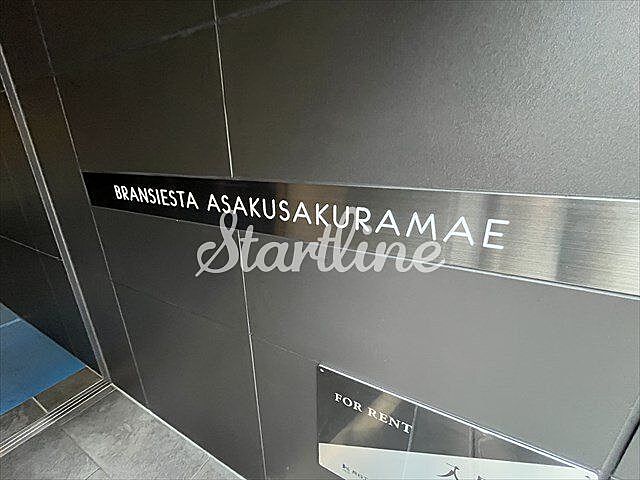 BRANSIESTA ASAKUSAKURAMAE
Startline
FOR RENT